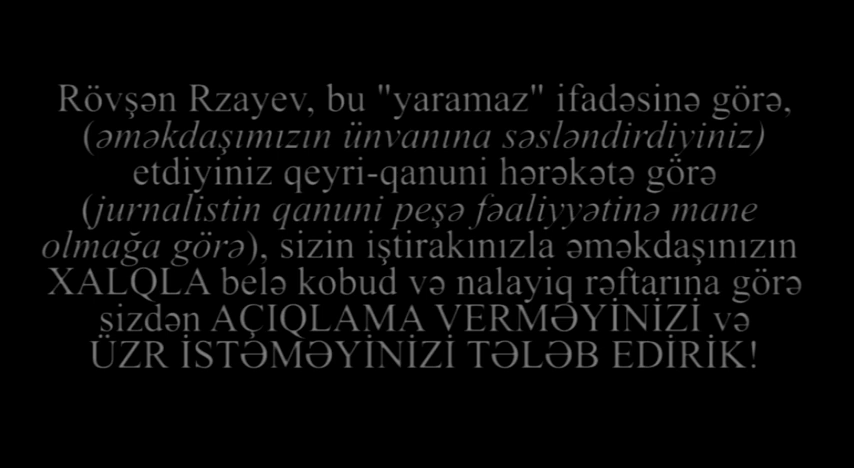 Rövşən Rzayev, bu "yaramaz" ifadəsinə görə,
(əməkdaşımızın ünvanına səsləndirdiyiniz)
etdiyiniz qeyri-qanuni hərəkətə görə
(jurnalistin qanuni peşə fəaliyyətinə mane
olmağa görə), sizin iştirakınızla əməkdaşınızın
XALQLA belə kobud və nalayiq rəftarına görə
sizdən AÇIQLAMA VERMƏYİNİZİ və
ÜZR İSTƏMƏYİNİZİ TƏLƏB EDİRİK!